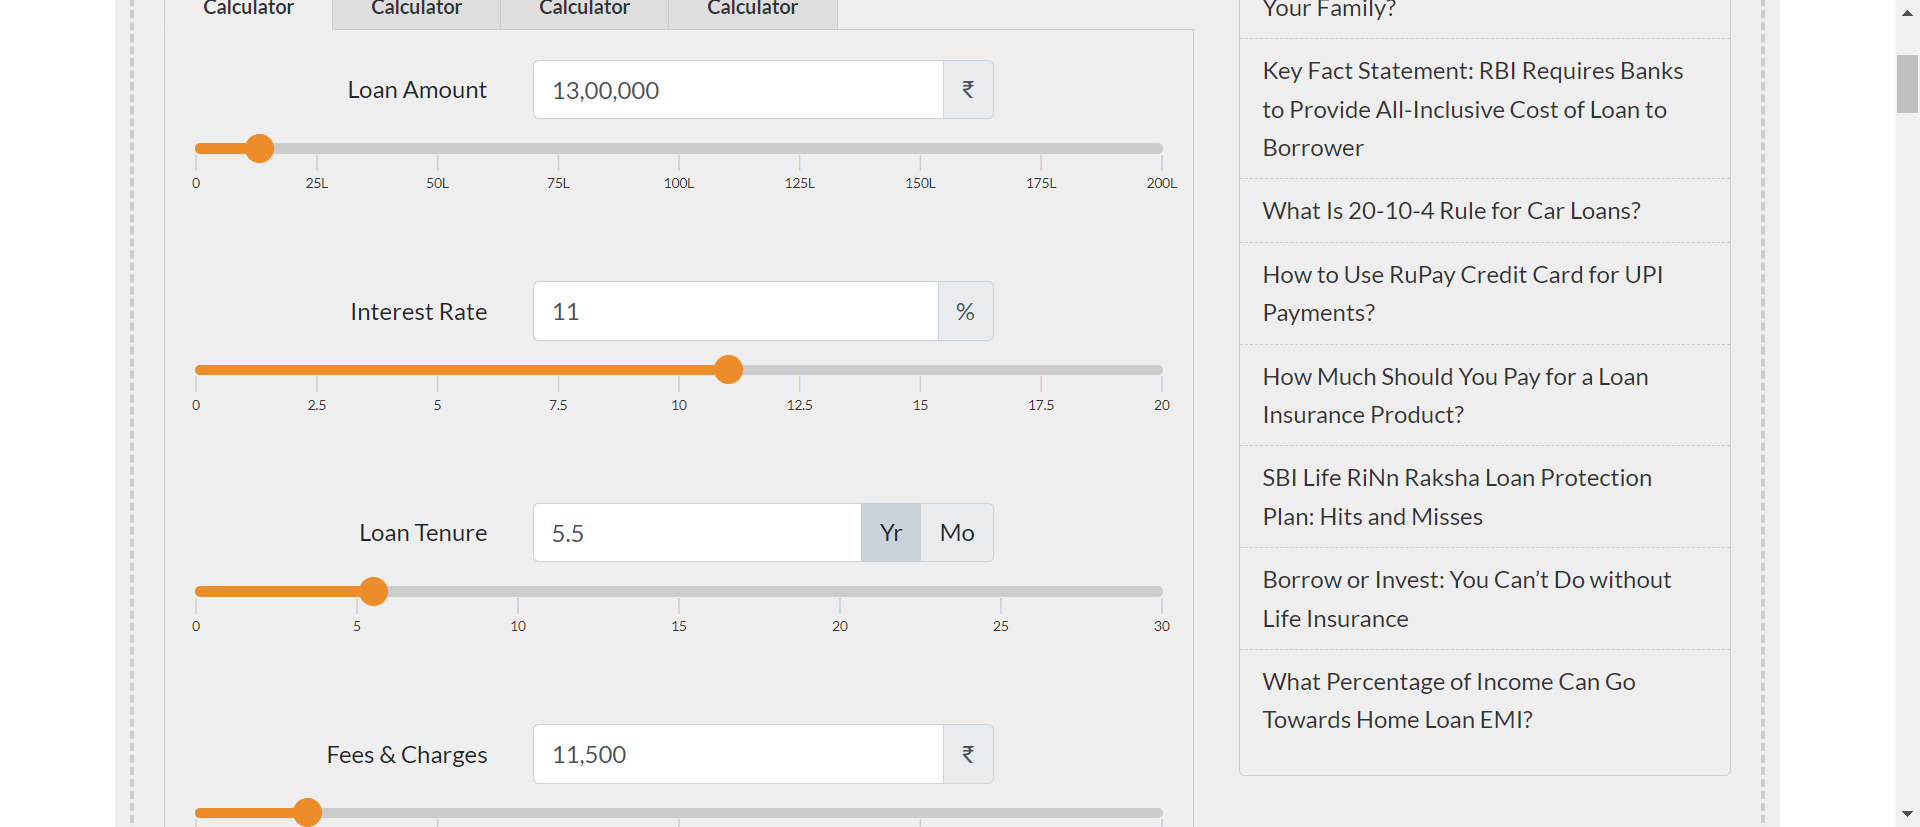 Calculator
Calculator
Calculator
Calculator
Loan Amount
13,00,000
₹
0
25L
50L
75L
100L
125L
150L
175L
200L
Interest Rate
11
%
0
2.5
5
7.5
10
12.5
15
17.5
20
Loan Tenure
5.5
Yr
Mo
0
5
10
15
20
25
30
Fees & Charges
11,500
₹
Your Family?
Key Fact Statement: RBI Requires Banks
to Provide All-Inclusive Cost of Loan to
Borrower
What Is 20-10-4 Rule for Car Loans?
How to Use RuPay Credit Card for UPI
Payments?
How Much Should You Pay for a Loan
Insurance Product?
SBI Life RiNn Raksha Loan Protection
Plan: Hits and Misses
Borrow or Invest: You Can’t Do without
Life Insurance
What Percentage of Income Can Go
Towards Home Loan EMI?